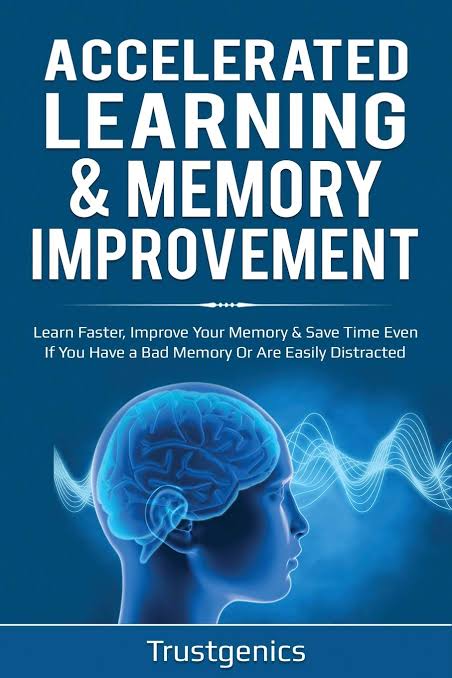 ACCELERATED
LEARNING
& MEMORY
IMPROVEMENT
Learn Faster, Improve Your Memory & Save Time Even
If You Have a Bad Memory Or Are Easily Distracted
Trustgenics